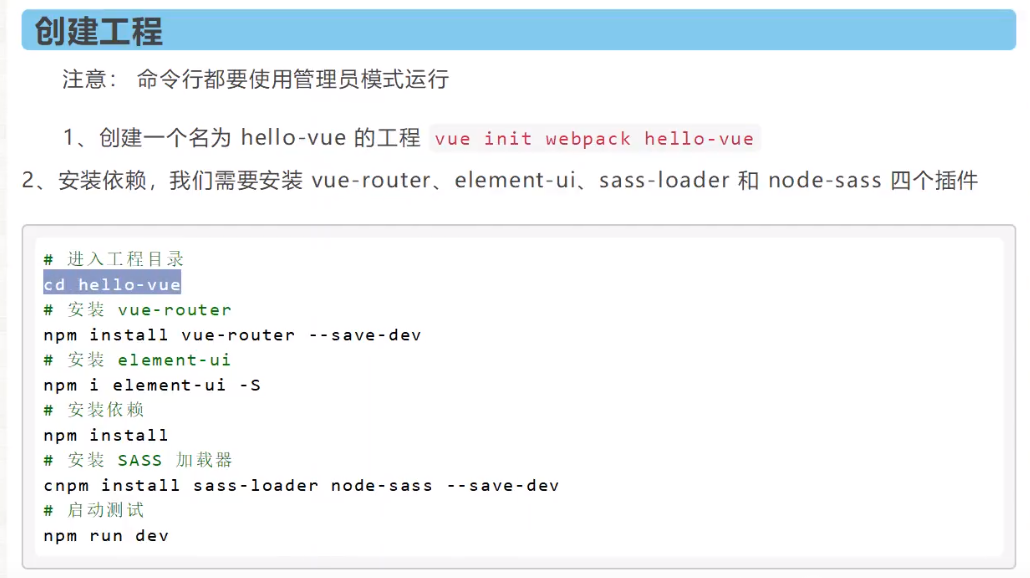 创建工程
注意： 命令行都要使用管理员模式运行
1、创建一个名为 hello-vue 的工程 vue init webpack hello-vue
2、安装依赖，我们需要安装 vue-router、element-ui、sass-loader 和 node-sass 四个插件
# 进入工程目录
cd hello-vue
# 安装 vue-router
npm install vue-router --save-dev
# 安装 element-ui
npm i element-ui -S
# 安装依赖
npm install
# 安装 SASS 加载器
cnpm install sass-loader node-sass --save-dev
# 启动测试
npm run dev